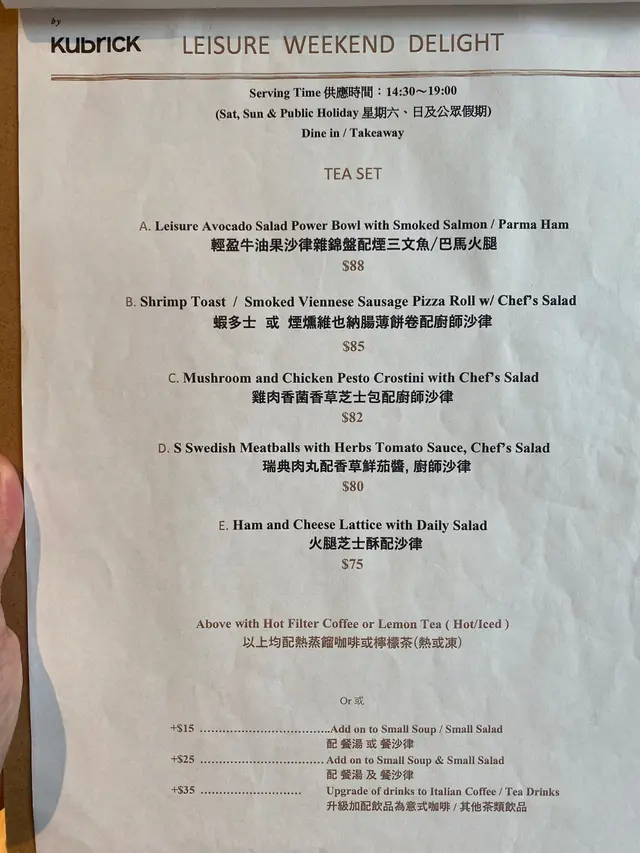 by
KUBRICK LEISURE WEEKEND DELIGHT
Serving Time 供應時間：14:30～19:00
(Sat, Sun & Public Holiday 星期六、日及公眾假期)
Dine in / Takeaway
TEA SET
A. Leisure Avocado Salad Power Bowl with Smoked Salmon / Parma Ham
輕盈牛油果沙律雜錦盤配煙三文魚/巴馬火腿
$88
B. Shrimp Toast / Smoked Viennese Sausage Pizza Roll w/ Chef's Salad
蝦多士 或 煙燻維也納腸薄餅卷配廚師沙律
$85
C. Mushroom and Chicken Pesto Crostini with Chef's Salad
雞肉香菌香草芝士包配廚師沙律
$82
D. S Swedish Meatballs with Herbs Tomato Sauce, Chef's Salad
瑞典肉丸配香草鮮茄醬, 廚師沙律
$80
E. Ham and Cheese Lattice with Daily Salad
火腿芝士酥配沙律
$75
Above with Hot Filter Coffee or Lemon Tea ( Hot/Iced )
以上均配熱蒸餾咖啡或檸檬茶(熱或凍)
Or 或
+$15 ..................................Add on to Small Soup / Small Salad
配 餐湯 或 餐沙律
+$25 ................................. Add on to Small Soup & Small Salad
配 餐湯 及 餐沙律
+$35 ........................... Upgrade of drinks to Italian Coffee / Tea Drinks
升級加配飲品為意式咖啡 / 其他茶類飲品